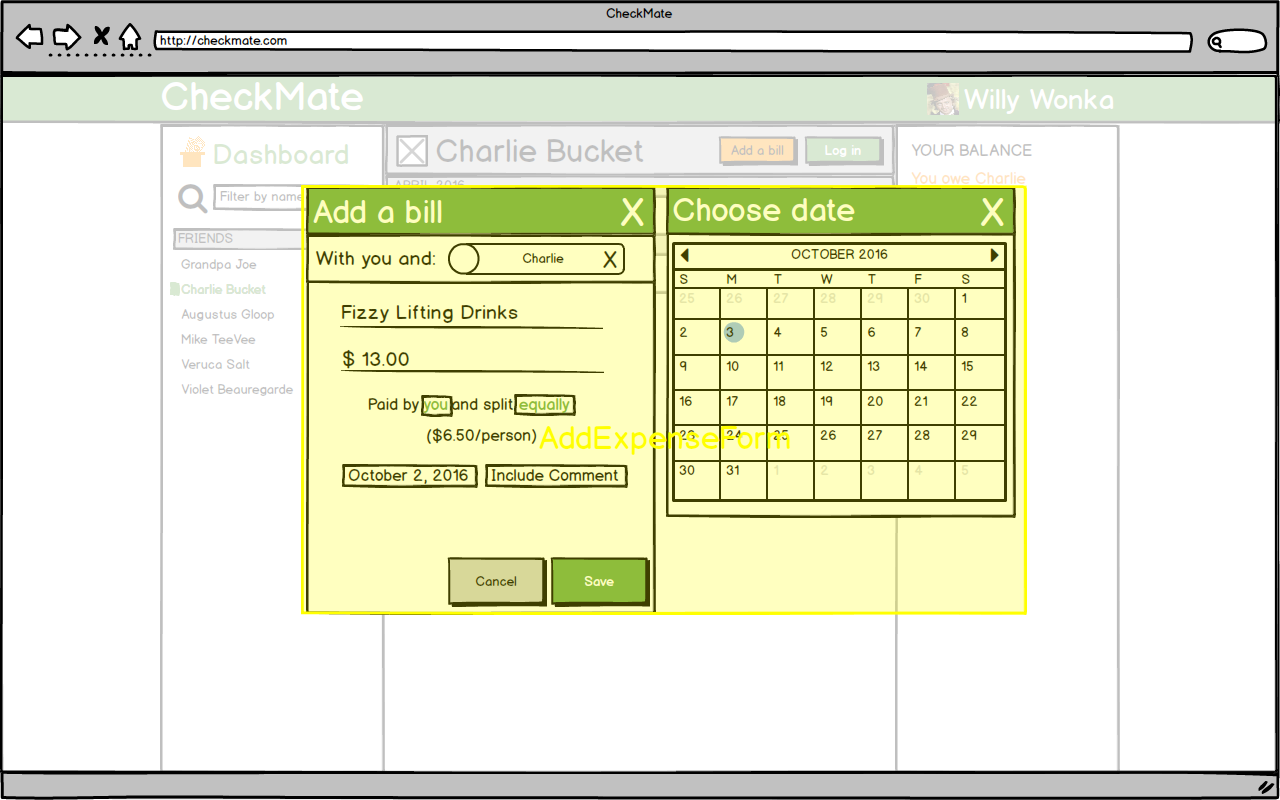 CheckMate
http://checkmate.com
CheckMate
Willy Wonka
Dashboard
Filter by name
FRIENDS
Grandpa Joe
Charlie Bucket
Augustus Gloop
Mike TeeVee
Veruca Salt
Violet Beauregarde
Charlie Bucket
Add a bill
Log in
APRIL 2016
YOUR BALANCE
You owe Charlie
Add a bill X
With you and: Charlie X
Fizzy Lifting Drinks
$ 13.00
Paid by you and split equally
($6.50/person)
October 2, 2016 Include Comment
Cancel Save
AddExpenseForm
Choose date X
OCTOBER 2016
S M T W T F S
25 26 27 28 29 30 1
2 3 4 5 6 7 8
9 10 11 12 13 14 15
16 17 18 19 20 21 22
23 24 25 26 27 28 29
30 31 1 2 3 4 5